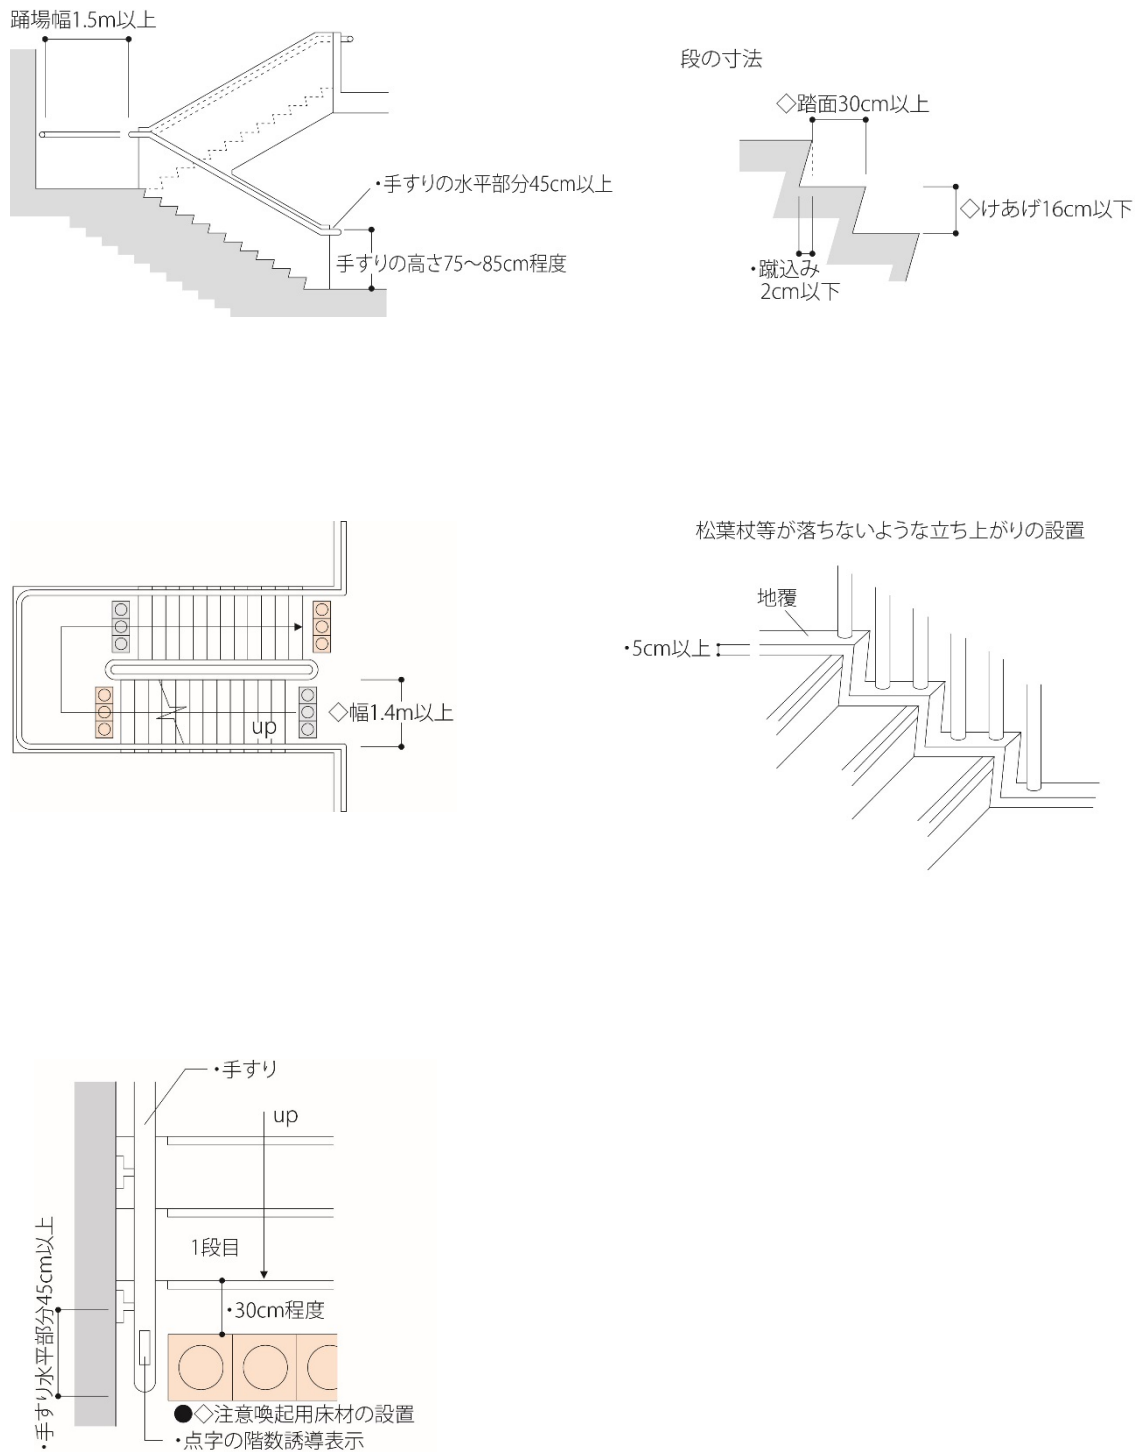 踊場幅1.5m以上
・手すりの水平部分45cm以上
手すりの高さ75～85cm程度
段の寸法
◇踏面30cm以上
◇けあげ16cm以下
・蹴込み
2cm以下
up
◇幅1.4m以上
松葉杖等が落ちないような立ち上がりの設置
地覆
・5cm以上
・手すり
up
1段目
・30cm程度
・手すり水平部分45cm以上
●◇注意喚起用床材の設置
・点字の階数誘導表示